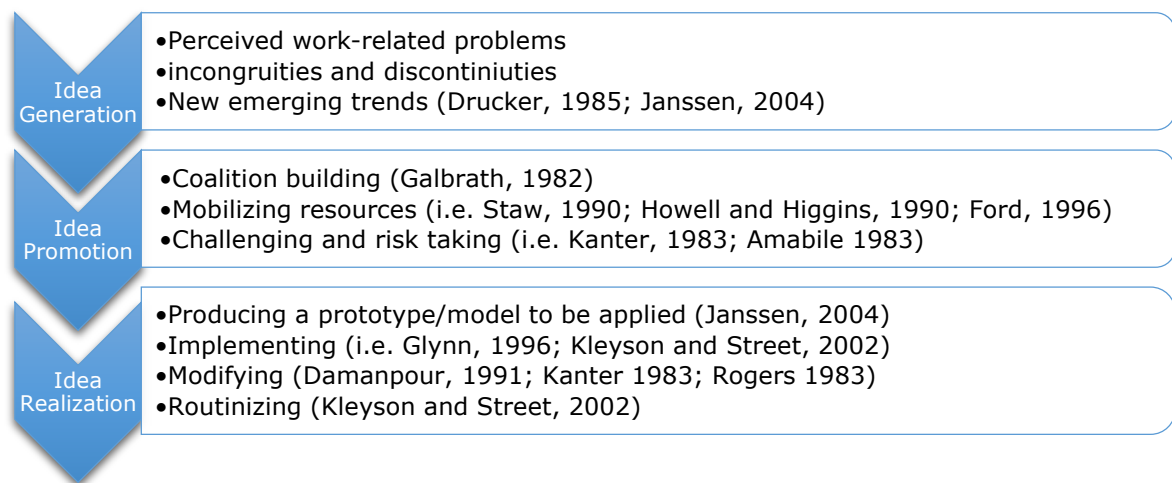 Idea
Generation
•Perceived work-related problems
•incongruities and discontiniuties
•New emerging trends (Drucker, 1985; Janssen, 2004)
Idea
Promotion
•Coalition building (Galbrath, 1982)
•Mobilizing resources (i.e. Staw, 1990; Howell and Higgins, 1990; Ford, 1996)
•Challenging and risk taking (i.e. Kanter, 1983; Amabile 1983)
Idea
Realization
•Producing a prototype/model to be applied (Janssen, 2004)
•Implementing (i.e. Glynn, 1996; Kleyson and Street, 2002)
•Modifying (Damanpour, 1991; Kanter 1983; Rogers 1983)
•Routinizing (Kleyson and Street, 2002)